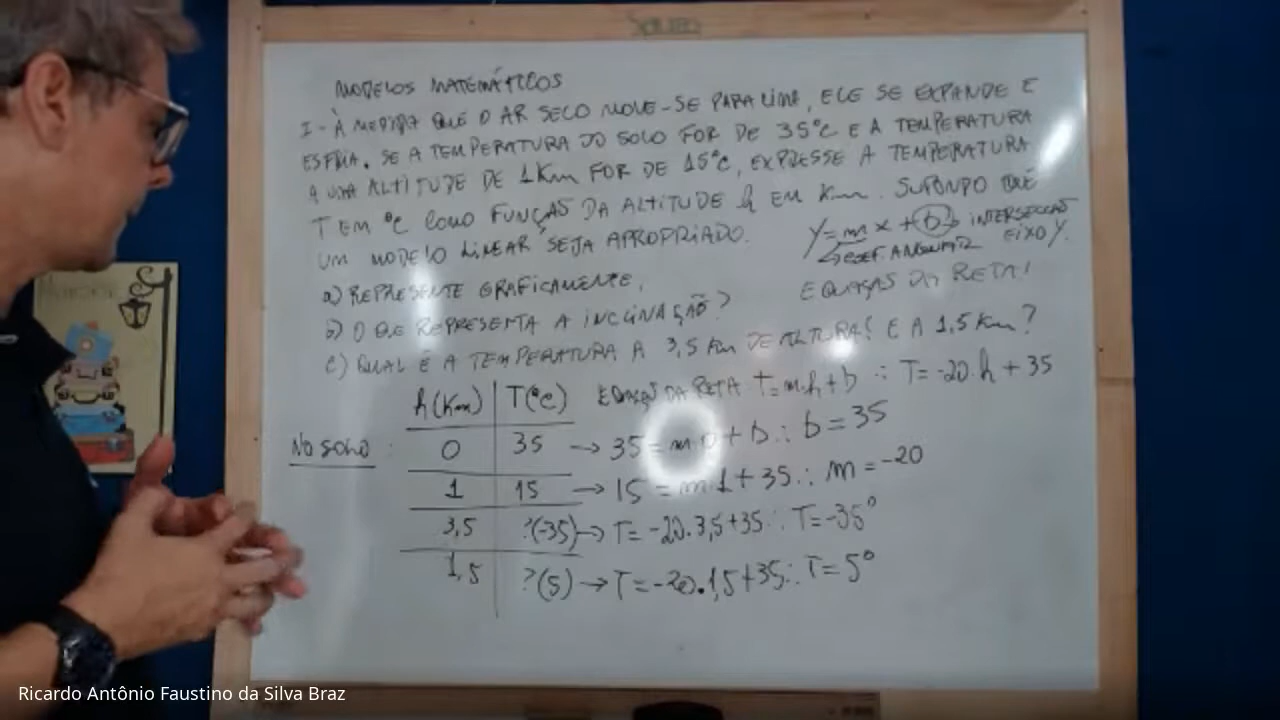 MODELOS MATEMÁTICOS
I - À MEDIDA QUE O AR SECO MOVE-SE PARA CIMA, ELE SE EXPANDE E
ESFRIA. SE A TEMPERATURA DO SOLO FOR DE 35°C E A TEMPERATURA
A UMA ALTITUDE DE 1Km FOR DE 15°C, EXPRESSE A TEMPERATURA
T EM °C COMO FUNÇÃO DA ALTITUDE h EM Km. SUPONDO QUE
UM MODELO LINEAR SEJA APROPRIADO.
y = m x + b → INTERSECÇÃO EIXO Y.
↳ COEF. ANGULAR
EQUAÇÃO DA RETA!
a) REPRESENTE GRAFICAMENTE.
b) O QUE REPRESENTA A INCLINAÇÃO?
c) QUAL É A TEMPERATURA A 3,5 Km DE ALTURA? E A 1,5 Km?
h(Km) T(°C) EQUAÇÃO DA RETA T=m.h+b ∴ T=-20.h+35
NO SOLO: 0 35 → 35 = m.0+b ∴ b=35
1 15 → 15 = m.1+35 ∴ m=-20
3,5 ?(-35) → T=-20.3,5+35 ∴ T=-35°
1,5 ?(5) → T=-20.1,5+35 ∴ T=5°
Ricardo Antônio Faustino da Silva Braz